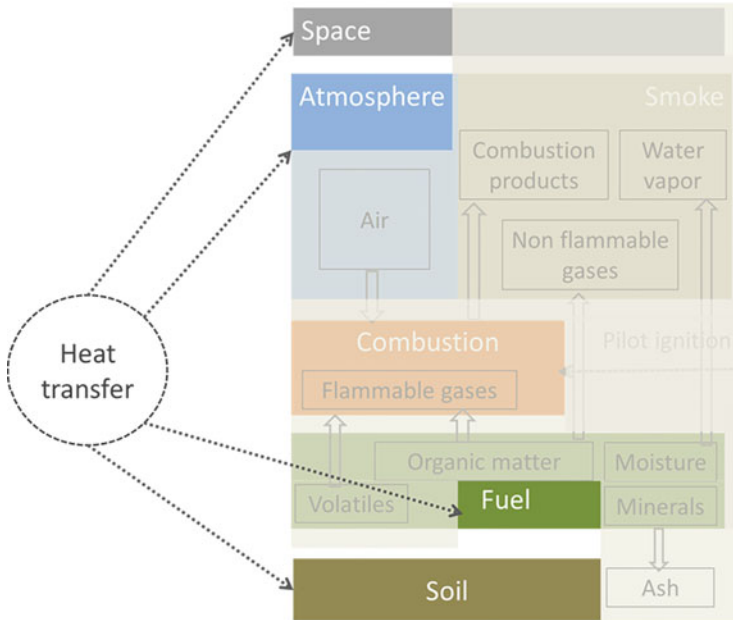 Space
Atmosphere
Smoke
Combustion
products
Water
vapor
Air
Non flammable
gases
Heat
transfer
Combustion
Pilot ignition
Flammable gases
Organic matter
Moisture
Volatiles
Fuel
Minerals
Soil
Ash